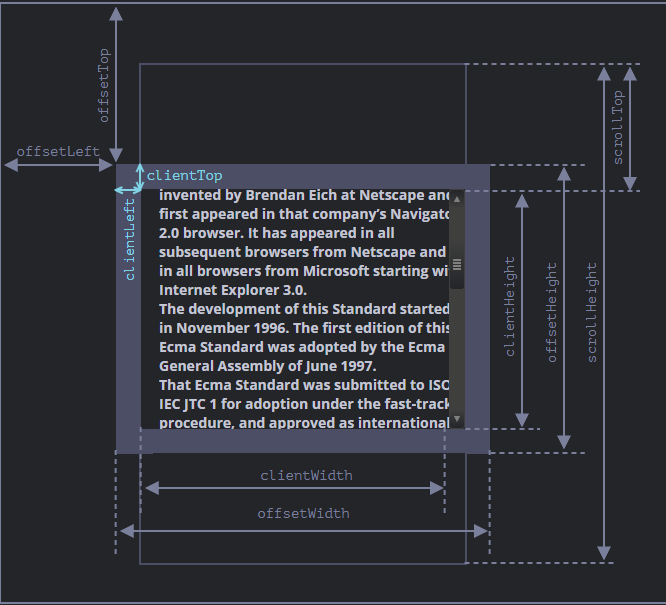 offsetTop
offsetLeft
scrollTop
clientTop
clientLeft
invented by Brendan Eich at Netscape and
first appeared in that company's Navigato
2.0 browser. It has appeared in all
subsequent browsers from Netscape and
in all browsers from Microsoft starting wi
Internet Explorer 3.0.
The development of this Standard started
in November 1996. The first edition of this
Ecma Standard was adopted by the Ecma
General Assembly of June 1997.
That Ecma Standard was submitted to ISO
IEC JTC 1 for adoption under the fast-track
procedure, and approved as international
clientHeight
offsetHeight
scrollHeight
clientWidth
offsetWidth